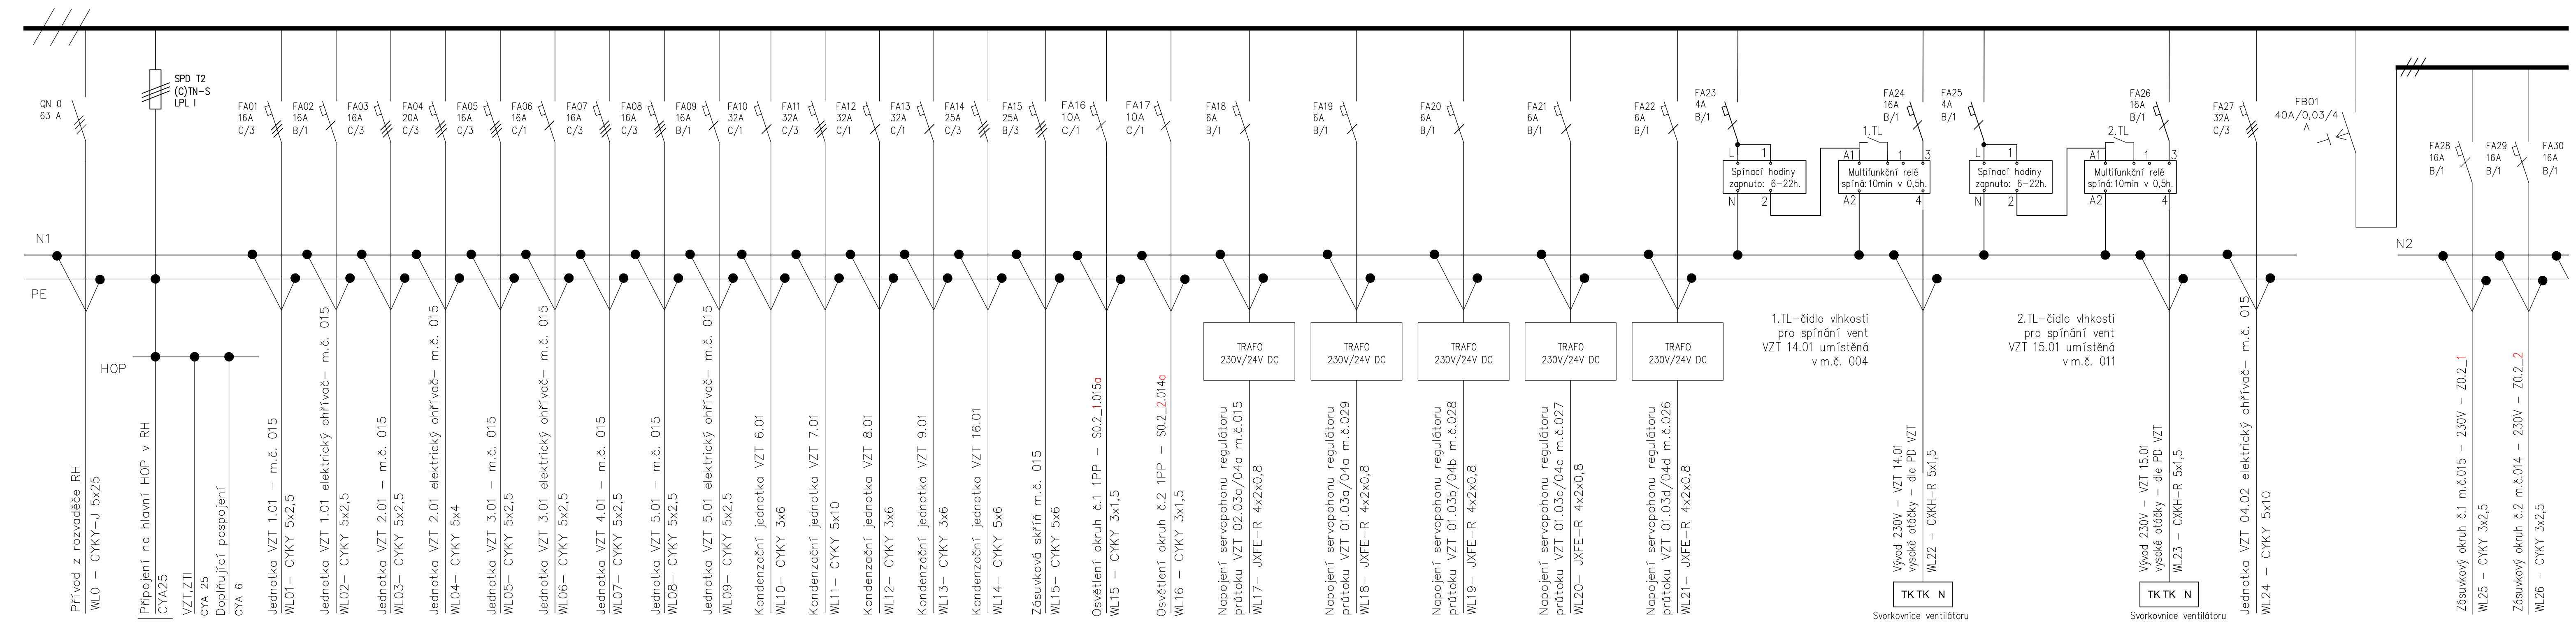 QN 0
63 A
SPD T2
(C)TN-S
LPL I
FA01
16A
C/3
FA02
16A
B/1
FA03
16A
C/3
FA04
20A
C/3
FA05
16A
C/3
FA06
16A
C/1
FA07
16A
C/3
FA08
16A
C/3
FA09
16A
B/1
FA10
32A
C/1
FA11
32A
C/3
FA12
32A
C/1
FA13
32A
C/1
FA14
25A
C/3
FA15
25A
B/3
FA16
10A
C/1
FA17
10A
C/1
FA18
6A
B/1
FA19
6A
B/1
FA20
6A
B/1
FA21
6A
B/1
FA22
6A
B/1
FA23
4A
B/1
FA24
16A
B/1
FA25
4A
B/1
FA26
16A
B/1
FA27
32A
C/3
FB01
40A/0,03/4
A
FA28
16A
B/1
FA29
16A
B/1
FA30
16A
B/1
L 1
Spínací hodiny
zapnuto: 6-22h.
N 2
1.TL
A1 1 3
Multifunkční relé
spíná:10min v 0,5h.
A2 4
L 1
Spínací hodiny
zapnuto: 6-22h.
N 2
2.TL
A1 1 3
Multifunkční relé
spíná:10min v 0,5h.
A2 4
N1
PE
N2
HOP
TRAFO
230V/24V DC
TRAFO
230V/24V DC
TRAFO
230V/24V DC
TRAFO
230V/24V DC
TRAFO
230V/24V DC
1.TL-čidlo vlhkosti
pro spínání vent
VZT 14.01 umístěná
v m.č. 004
2.TL-čidlo vlhkosti
pro spínání vent
VZT 15.01 umístěná
v m.č. 011
Přívod z rozvaděče RH
WL0 - CYKY-J 5x25
Připojení na hlavní HOP v RH
CYA25
VZT,ZTI
CYA 25
Doplňující pospojení
CYA 6
Jednotka VZT 1.01 - m.č. 015
WL01- CYKY 5x2,5
Jednotka VZT 1.01 elektrický ohřívač- m.č. 015
WL02- CYKY 5x2,5
Jednotka VZT 2.01 - m.č. 015
WL03- CYKY 5x2,5
Jednotka VZT 2.01 elektrický ohřívač- m.č. 015
WL04- CYKY 5x4
Jednotka VZT 3.01 - m.č. 015
WL05- CYKY 5x2,5
Jednotka VZT 3.01 elektrický ohřívač- m.č. 015
WL06- CYKY 5x2,5
Jednotka VZT 4.01 - m.č. 015
WL07- CYKY 5x2,5
Jednotka VZT 5.01 - m.č. 015
WL08- CYKY 5x2,5
Jednotka VZT 5.01 elektrický ohřívač- m.č. 015
WL09- CYKY 5x2,5
Kondenzační jednotka VZT 6.01
WL10- CYKY 3x6
Kondenzační jednotka VZT 7.01
WL11- CYKY 5x10
Kondenzační jednotka VZT 8.01
WL12- CYKY 3x6
Kondenzační jednotka VZT 9.01
WL13- CYKY 3x6
Kondenzační jednotka VZT 16.01
WL14- CYKY 5x6
Zásuvková skříň m.č. 015
WL15- CYKY 5x6
Osvětlení okruh č.1 1PP - S0.2_1.015a
WL15 - CYKY 3x1,5
Osvětlení okruh č.2 1PP - S0.2_2.014a
WL16 - CYKY 3x1,5
Napojení servopohonu regulátoru
průtoku VZT 02.03a/04a m.č.015
WL17- JXFE-R 4x2x0,8
Napojení servopohonu regulátoru
průtoku VZT 01.03a/04a m.č.029
WL18- JXFE-R 4x2x0,8
Napojení servopohonu regulátoru
průtoku VZT 01.03b/04b m.č.028
WL19- JXFE-R 4x2x0,8
Napojení servopohonu regulátoru
průtoku VZT 01.03c/04c m.č.027
WL20- JXFE-R 4x2x0,8
Napojení servopohonu regulátoru
průtoku VZT 01.03d/04d m.č.026
WL21- JXFE-R 4x2x0,8
Vývod 230V - VZT 14.01
vysoké otáčky - dle PD VZT
WL22 - CXKH-R 5x1,5
TK TK N
Svorkovnice ventilátoru
Vývod 230V - VZT 15.01
vysoké otáčky - dle PD VZT
WL23 - CXKH-R 5x1,5
TK TK N
Svorkovnice ventilátoru
Jednotka VZT 04.02 elektrický ohřívač- m.č. 015
WL24 - CYKY 5x10
Zásuvkový okruh č.1 m.č.015 - 230V - Z0.2_1
WL25 - CYKY 3x2,5
Zásuvkový okruh č.2 m.č.014 - 230V - Z0.2_2
WL26 - CYKY 3x2,5